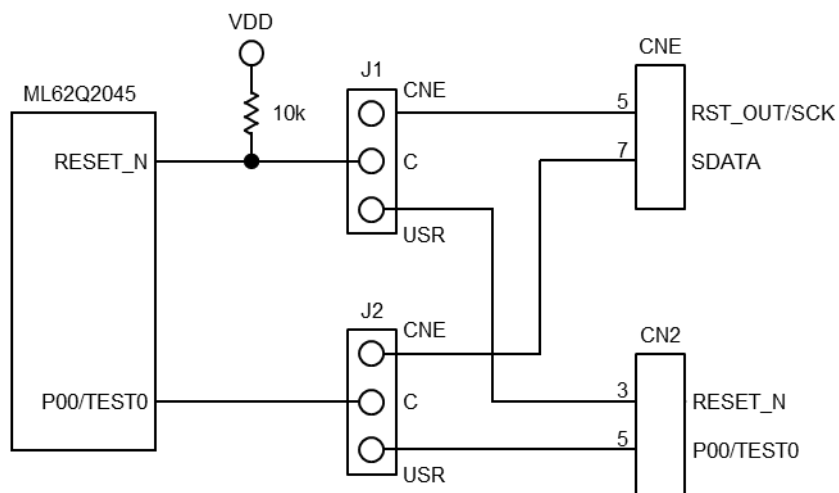 VDD
CNE
J1
ML62Q2045
CNE
10k
5
RST_OUT/SCK
RESET_N
C
7
SDATA
USR
J2
CNE
CN2
P00/TEST0
C
3
RESET_N
5
P00/TEST0
USR